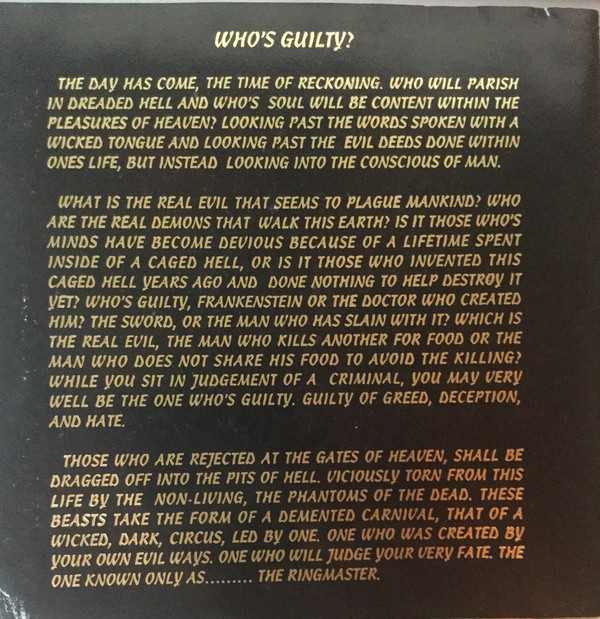 WHO'S GUILTY?
THE DAY HAS COME, THE TIME OF RECKONING. WHO WILL PARISH
IN DREADED HELL AND WHO'S SOUL WILL BE CONTENT WITHIN THE
PLEASURES OF HEAVEN? LOOKING PAST THE WORDS SPOKEN WITH A
WICKED TONGUE AND LOOKING PAST THE EVIL DEEDS DONE WITHIN
ONES LIFE, BUT INSTEAD LOOKING INTO THE CONSCIOUS OF MAN.
WHAT IS THE REAL EVIL THAT SEEMS TO PLAGUE MANKIND? WHO
ARE THE REAL DEMONS THAT WALK THIS EARTH? IS IT THOSE WHO'S
MINDS HAVE BECOME DEVIOUS BECAUSE OF A LIFETIME SPENT
INSIDE OF A CAGED HELL, OR IS IT THOSE WHO INVENTED THIS
CAGED HELL YEARS AGO AND DONE NOTHING TO HELP DESTROY IT
YET? WHO'S GUILTY, FRANKENSTEIN OR THE DOCTOR WHO CREATED
HIM? THE SWORD, OR THE MAN WHO HAS SLAIN WITH IT? WHICH IS
THE REAL EVIL, THE MAN WHO KILLS ANOTHER FOR FOOD OR THE
MAN WHO DOES NOT SHARE HIS FOOD TO AVOID THE KILLING?
WHILE YOU SIT IN JUDGEMENT OF A CRIMINAL, YOU MAY VERY
WELL BE THE ONE WHO'S GUILTY. GUILTY OF GREED, DECEPTION,
AND HATE.
THOSE WHO ARE REJECTED AT THE GATES OF HEAVEN, SHALL BE
DRAGGED OFF INTO THE PITS OF HELL. VICIOUSLY TORN FROM THIS
LIFE BY THE NON-LIVING, THE PHANTOMS OF THE DEAD. THESE
BEASTS TAKE THE FORM OF A DEMENTED CARNIVAL, THAT OF A
WICKED, DARK, CIRCUS, LED BY ONE. ONE WHO WAS CREATED BY
YOUR OWN EVIL WAYS. ONE WHO WILL JUDGE YOUR VERY FATE. THE
ONE KNOWN ONLY AS......... THE RINGMASTER.